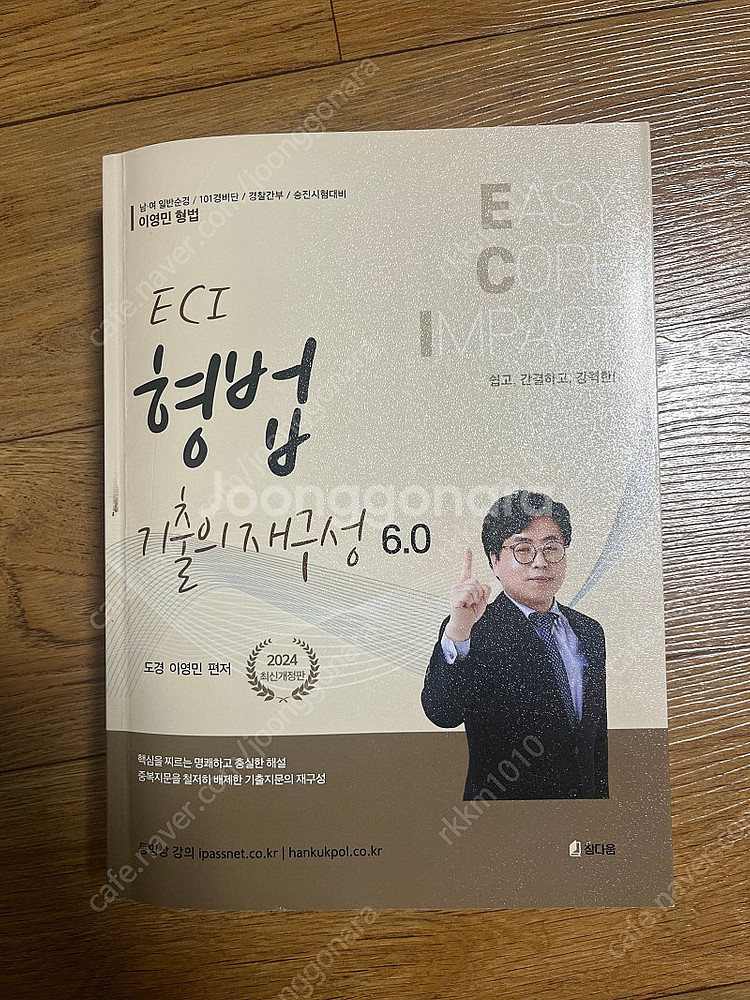 남·여 일반순경 / 101경비단 / 경찰간부 / 승진시험대비
이영민 형법
EASY
CORE
IMPACT
쉽고, 간결하고, 강력한!
ECI
형법
기출의 재구성 6.0
Joonggonara
도경 이영민 편저
2024
최신개정판
핵심을 찌르는 명쾌하고 충실한 해설
중복지문을 철저히 배제한 기출지문의 재구성
동영상 강의 ipassnet.co.kr | hankukpol.co.kr
참다움
cafe.naver.com/joonggonara
rkkm1010